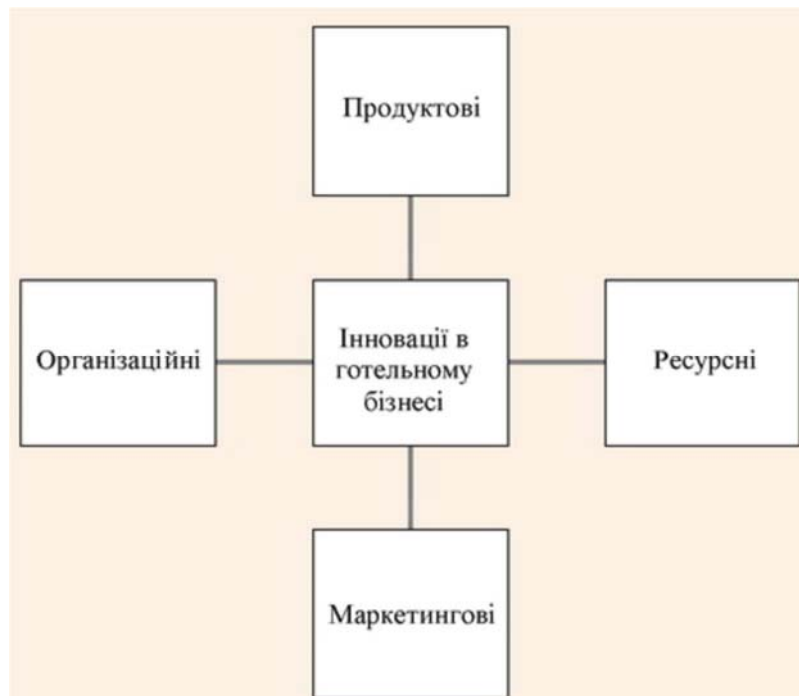 Продуктові
Організаційні
Інновації в
готельному
бізнесі
Ресурсні
Маркетингові